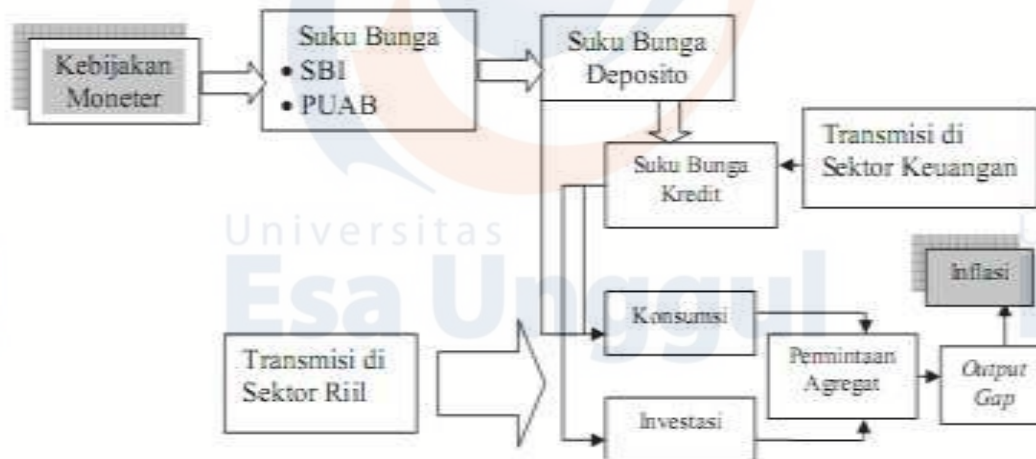 Kebijakan
Moneter
Suku Bunga
• SBI
• PUAB
Suku Bunga
Deposito
Suku Bunga
Kredit
Transmisi di
Sektor Keuangan
Universitas
Esa Unggul
Inflasi
Konsumsi
Transmisi di
Sektor Riil
Permintaan
Agregat
Output
Gap
Investasi